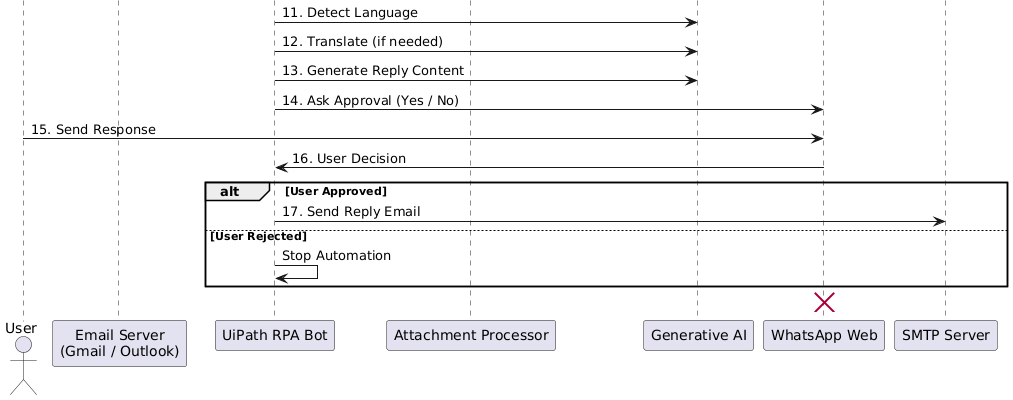 11. Detect Language
12. Translate (if needed)
13. Generate Reply Content
14. Ask Approval (Yes / No)
15. Send Response
16. User Decision
alt [User Approved]
17. Send Reply Email
[User Rejected]
Stop Automation
User
Email Server
(Gmail / Outlook)
UiPath RPA Bot
Attachment Processor
Generative AI
WhatsApp Web
SMTP Server